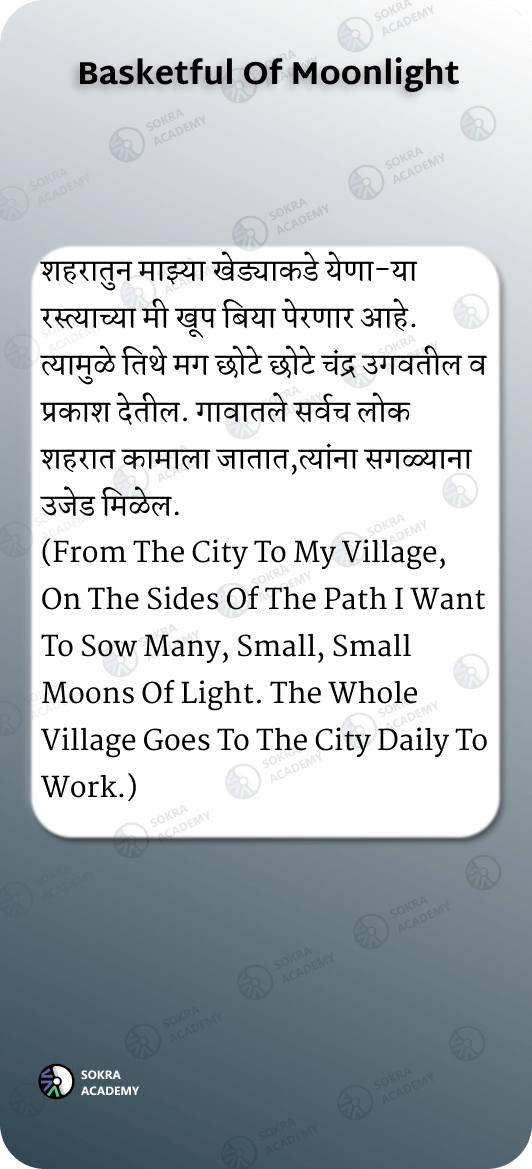 Basketful Of Moonlight
शहरातुन माझ्या खेड्याकडे येणा-या
रस्त्याच्या मी खूप बिया पेरणार आहे.
त्यामुळे तिथे मग छोटे छोटे चंद्र उगवतील व
प्रकाश देतील. गावातले सर्वच लोक
शहरात कामाला जातात,त्यांना सगळ्याना
उजेड मिळेल.
(From The City To My Village,
On The Sides Of The Path I Want
To Sow Many, Small, Small
Moons Of Light. The Whole
Village Goes To The City Daily To
Work.)
SOKRA
ACADEMY